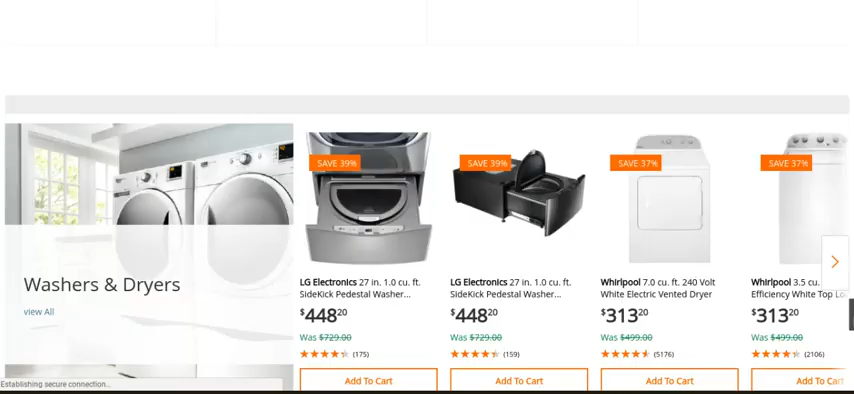 SAVE 39%
SAVE 39%
SAVE 37%
SAVE 37%
Washers & Dryers
view All
LG Electronics 27 in. 1.0 cu. ft.
SideKick Pedestal Washer...
$448 20
Was $729.00
(175)
Add To Cart
LG Electronics 27 in. 1.0 cu. ft.
SideKick Pedestal Washer...
$448 20
Was $729.00
(159)
Add To Cart
Whirlpool 7.0 cu. ft. 240 Volt
White Electric Vented Dryer
$313 20
Was $499.00
(5176)
Add To Cart
Whirlpool 3.5 cu.
Efficiency White Top
$313 20
Was $499.00
(2106)
Add To Cart
Establishing secure connection...